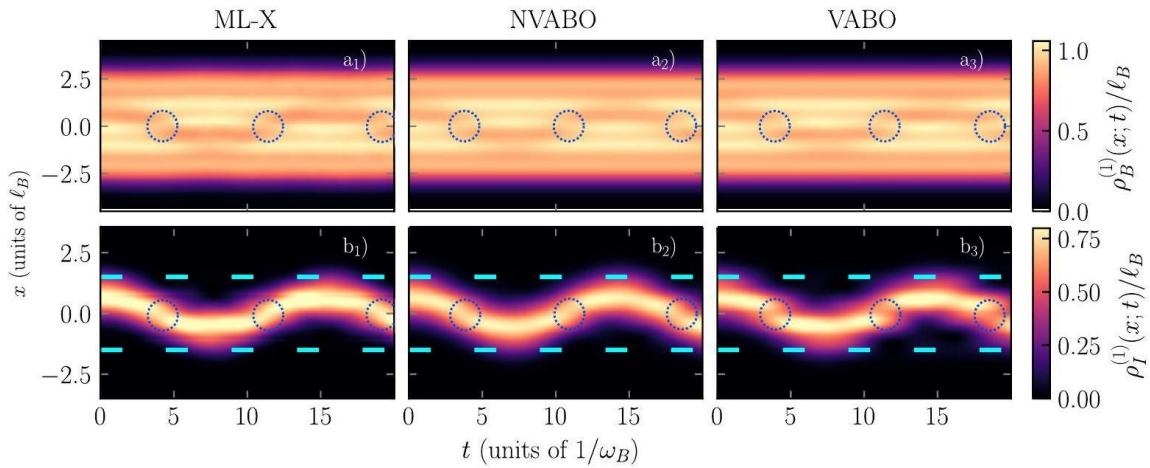 ML-X NVABO VABO
a₁) a₂) a₃)
2.5
0.0
−2.5
1.0
0.5
0.0
ρ_B^(1)(x; t)/ℓ_B
x (units of ℓ_B)
b₁) b₂) b₃)
2.5
0.0
−2.5
0.75
0.50
0.25
0.00
ρ_I^(1)(x; t)/ℓ_B
0 5 10 15 0 5 10 15 0 5 10 15
t (units of 1/ω_B)